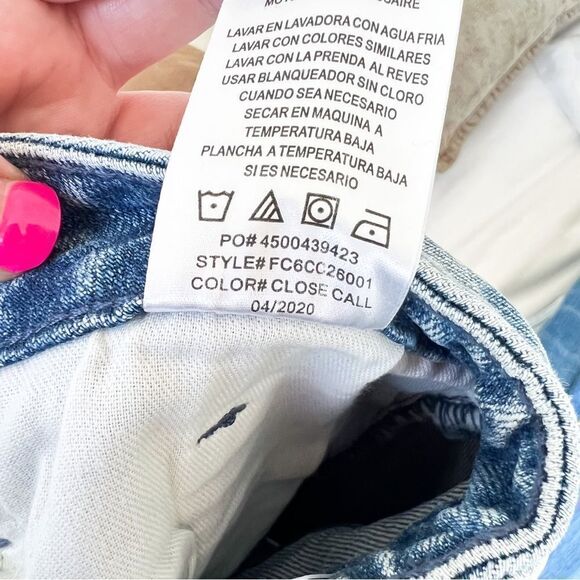 LAVAR EN LAVADORA CON AGUA FRIA
LAVAR CON COLORES SIMILARES
LAVAR CON LA PRENDA AL REVES
USAR BLANQUEADOR SIN CLORO
CUANDO SEA NECESARIO
SECAR EN MAQUINA A
TEMPERATURA BAJA
PLANCHA A TEMPERATURA BAJA
SI ES NECESARIO
PO# 4500439423
STYLE# FC6CC26001
COLOR# CLOSE CALL
04/2020